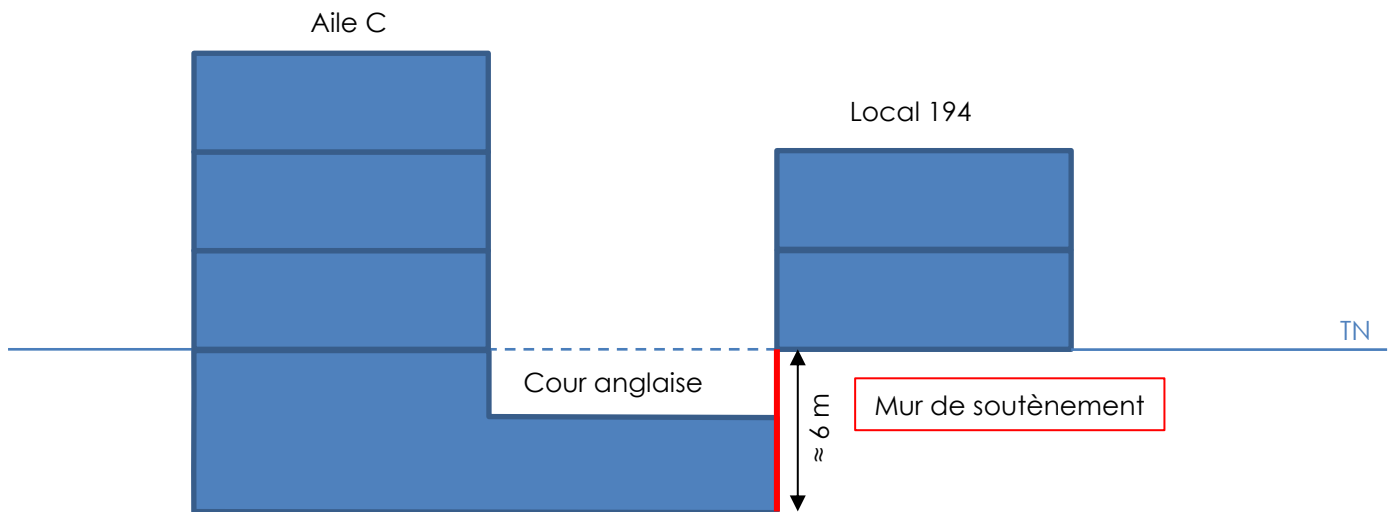 Aile C
Local 194
TN
Cour anglaise
≈ 6 m
Mur de soutènement